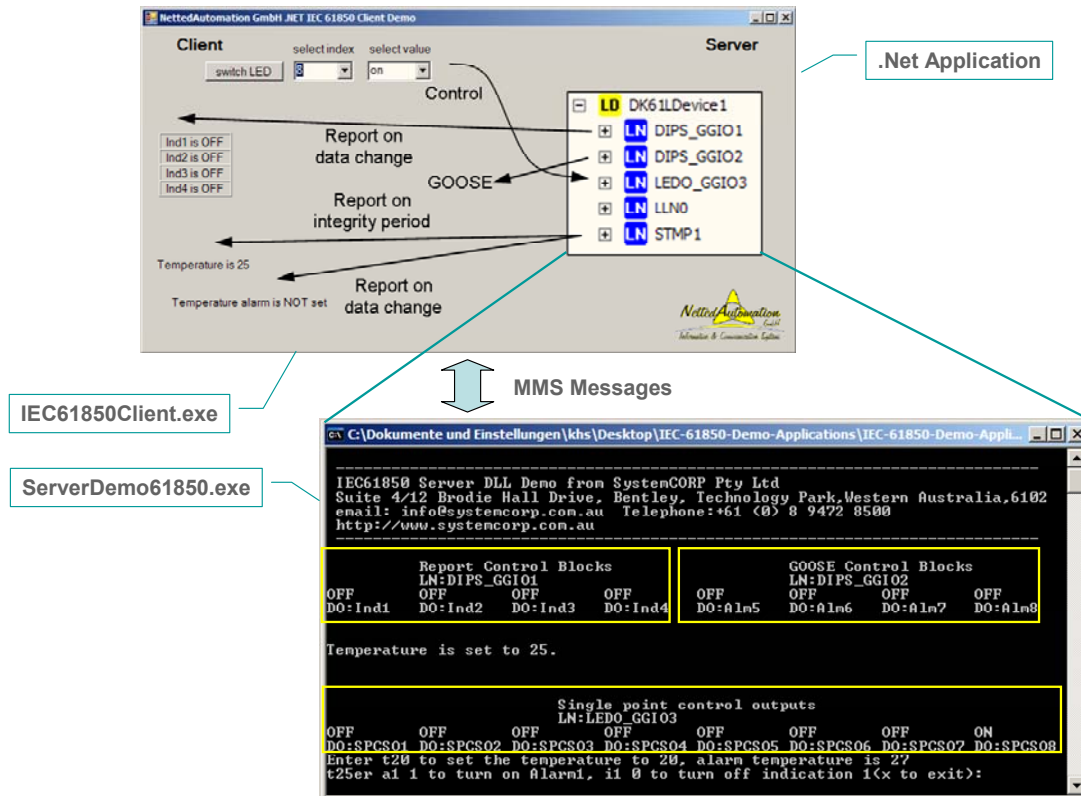 NettedAutomation GmbH .NET IEC 61850 Client Demo
Client
select index
select value
Server
switch LED
8
on
Control
.Net Application
LD DK61LDevice1
LN DIPS_GGIO1
LN DIPS_GGIO2
LN LEDO_GGIO3
LN LLN0
LN STMP1
Report on
data change
Ind1 is OFF
Ind2 is OFF
Ind3 is OFF
Ind4 is OFF
GOOSE
Report on
integrity period
Temperature is 25
Report on
data change
Temperature alarm is NOT set
NettedAutomation
GmbH
Information & Communication Systems
MMS Messages
IEC61850Client.exe
ServerDemo61850.exe
C:\Dokumente und Einstellungen\khs\Desktop\IEC-61850-Demo-Applications\IEC-61850-Demo-Appli...
IEC61850 Server DLL Demo from SystemCORP Pty Ltd
Suite 4/12 Brodie Hall Drive, Bentley, Technology Park,Western Australia,6102
email: info@systemcorp.com.au Telephone:+61 (0) 8 9472 8500
http://www.systemcorp.com.au
Report Control Blocks
LN:DIPS_GGIO1
OFF OFF OFF OFF
DO:Ind1 DO:Ind2 DO:Ind3 DO:Ind4
GOOSE Control Blocks
LN:DIPS_GGIO2
OFF OFF OFF OFF
DO:Alm5 DO:Alm6 DO:Alm7 DO:Alm8
Temperature is set to 25.
Single point control outputs
LN:LEDO_GGIO3
OFF OFF OFF OFF OFF OFF OFF ON
DO:SPCSO1 DO:SPCSO2 DO:SPCSO3 DO:SPCSO4 DO:SPCSO5 DO:SPCSO6 DO:SPCSO7 DO:SPCSO8
Enter t20 to set the temperature to 20, alarm temperature is 27
t25er a1 1 to turn on Alarm1, i1 0 to turn off indication 1(x to exit):